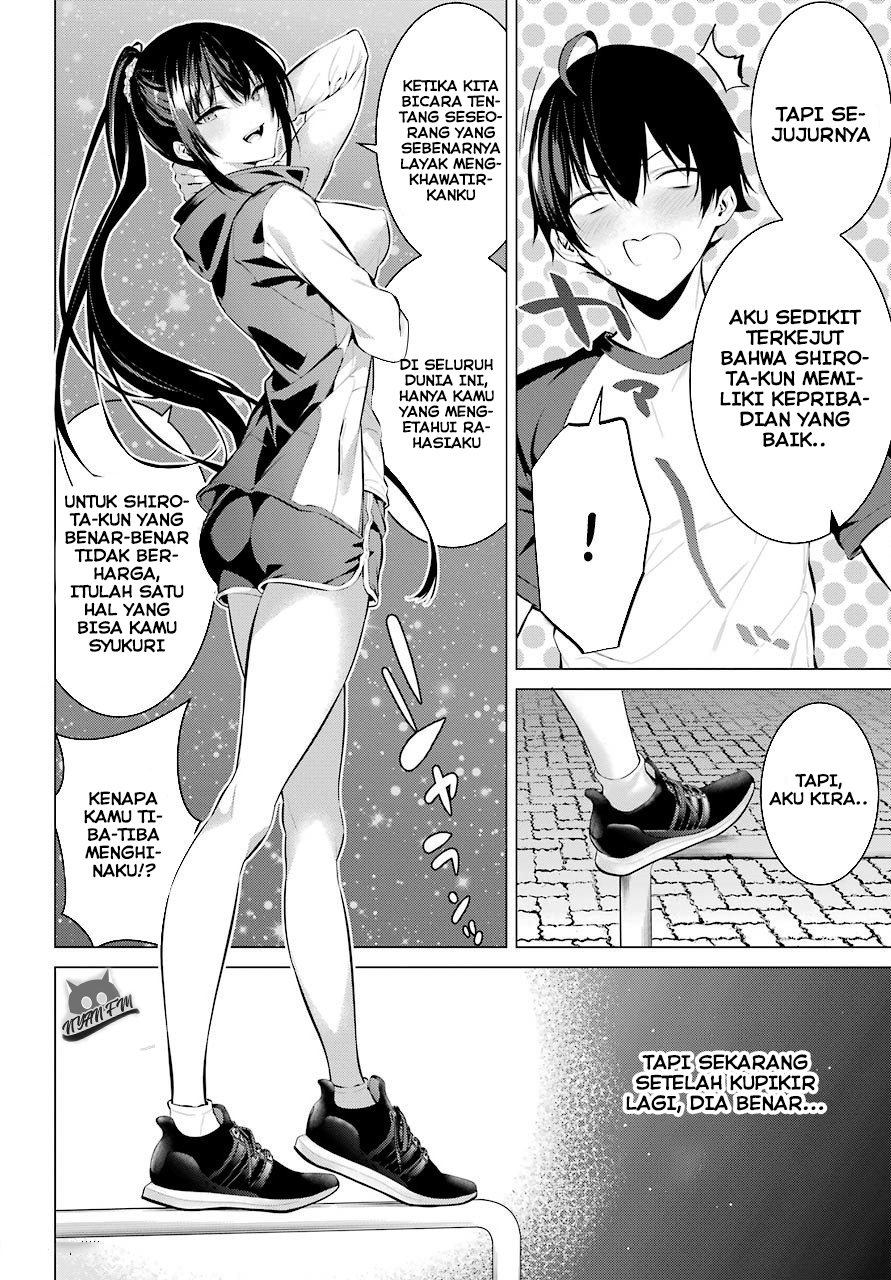 TAPI SE-
JUJURNYA
AKU SEDIKIT
TERKEJUT
BAHWA SHIRO-
TA-KUN MEMI-
LIKI KEPRIBA-
DIAN YANG
BAIK..
!
TAPI,
AKU KIRA..
KETIKA KITA
BICARA TEN-
TANG SESEO-
RANG YANG
SEBENARNYA
LAYAK MENG-
KHAWATIR-
KANKU
DI SELURUH
DUNIA INI,
HANYA KAMU
YANG MENG-
ETAHUI RA-
HASIAKU
UNTUK SHIRO-
TA-KUN YANG
BENAR-BENAR
TIDAK BER-
HARGA,
ITULAH SATU
HAL YANG
BISA KAMU
SYUKURI
KENAPA
KAMU TI-
BA-TIBA
MENGHI-
NAKU!?
TAPI SEKARANG
SETELAH KUPIKIR
LAGI, DIA BENAR...
NYAN FM